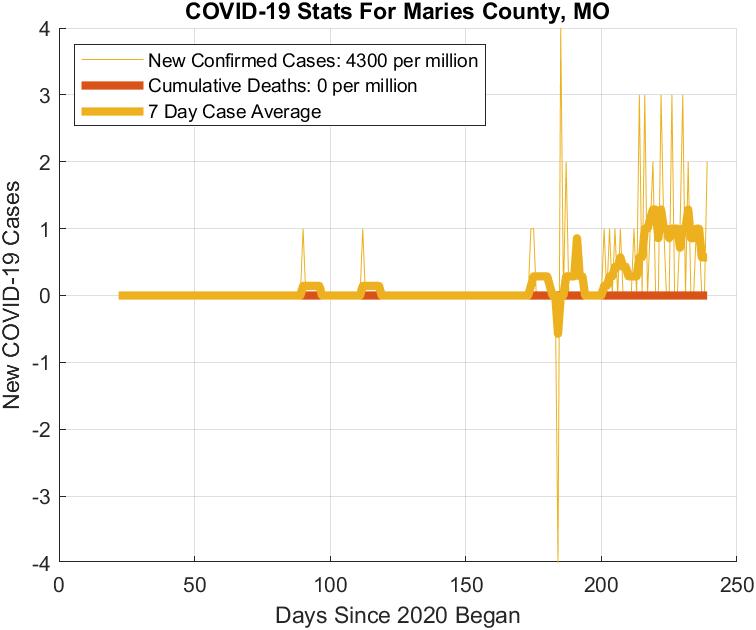 COVID-19 Stats For Maries County, MO
4
New Confirmed Cases: 4300 per million
Cumulative Deaths: 0 per million
7 Day Case Average
3
2
1
0
-1
-2
-3
-4
New COVID-19 Cases
0 50 100 150 200 250
Days Since 2020 Began